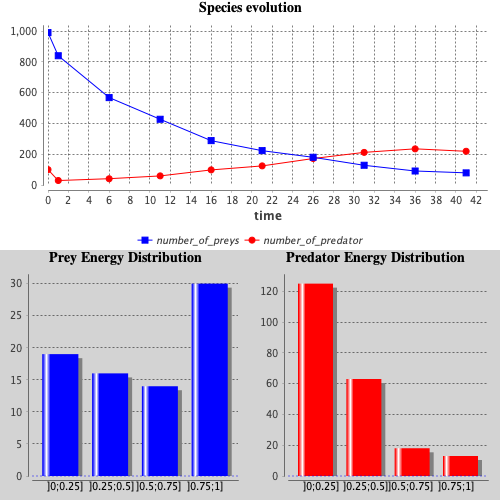 Species evolution
1,000
800
600
400
200
0
0 2 4 6 8 10 12 14 16 18 20 22 24 26 28 30 32 34 36 38 40 42
time
number_of_preys number_of_predator
Prey Energy Distribution
30
25
20
15
10
5
0
]0;0.25] ]0.25;0.5] ]0.5;0.75] ]0.75;1]
Predator Energy Distribution
120
100
80
60
40
20
0
]0;0.25] ]0.25;0.5] ]0.5;0.75] ]0.75;1]